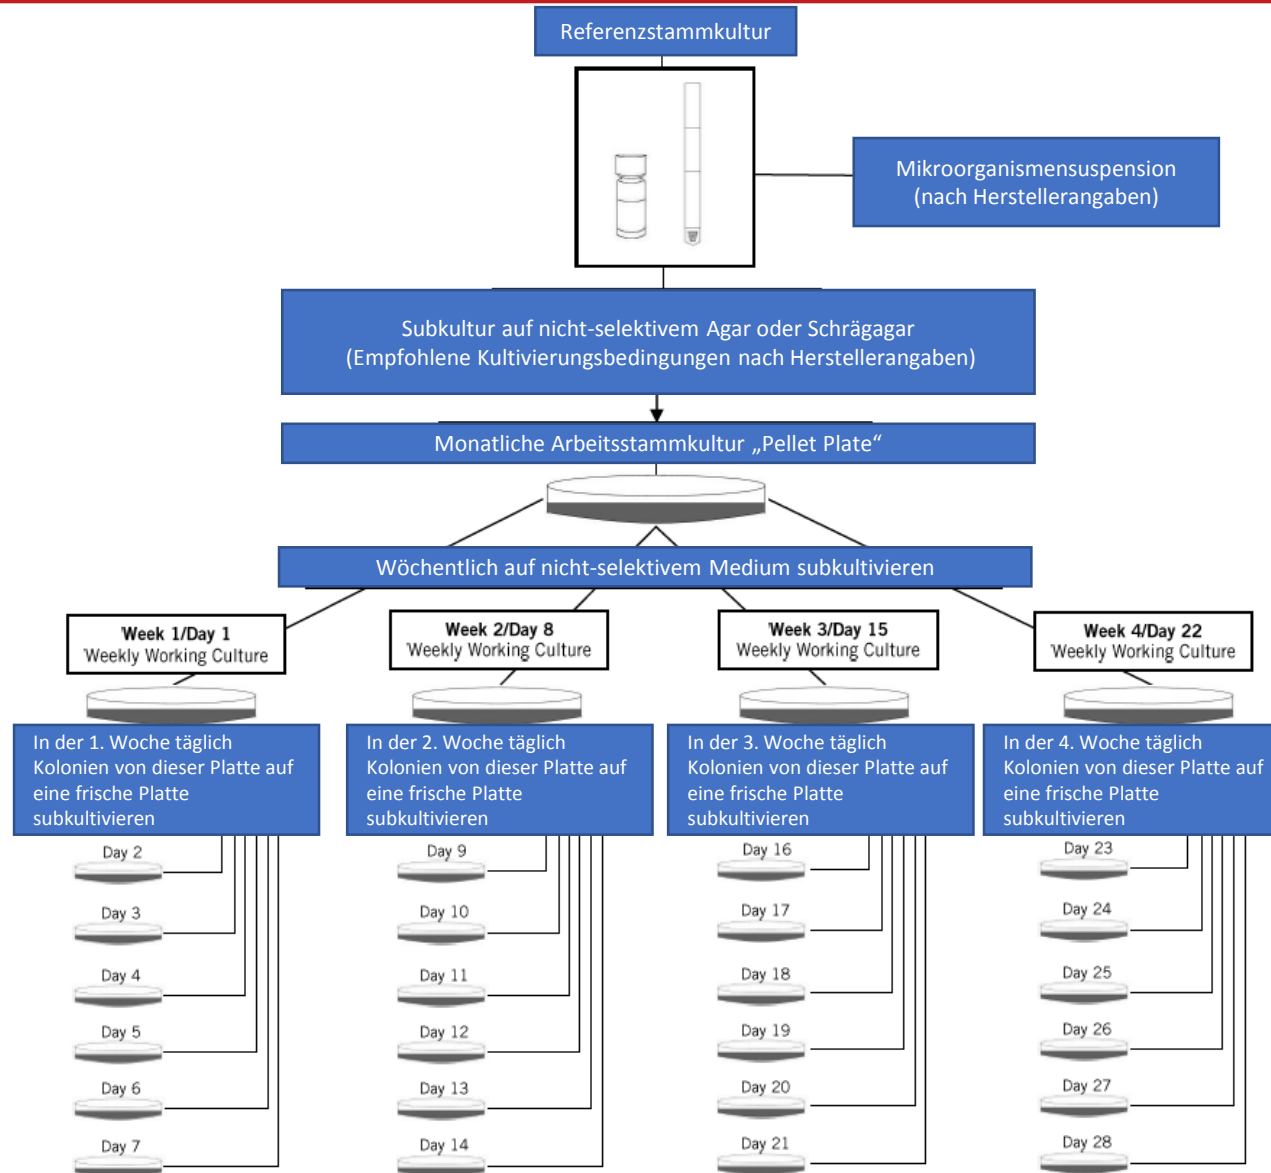 Referenzstammkultur
Mikroorganismensuspension
(nach Herstellerangaben)
Subkultur auf nicht-selektivem Agar oder Schrägagar
(Empfohlene Kultivierungsbedingungen nach Herstellerangaben)
Monatliche Arbeitsstammkultur „Pellet Plate“
Wöchentlich auf nicht-selektivem Medium subkultivieren
Week 1/Day 1
Weekly Working Culture
Week 2/Day 8
Weekly Working Culture
Week 3/Day 15
Weekly Working Culture
Week 4/Day 22
Weekly Working Culture
In der 1. Woche täglich
Kolonien von dieser Platte auf
eine frische Platte
subkultivieren
In der 2. Woche täglich
Kolonien von dieser Platte auf
eine frische Platte
subkultivieren
In der 3. Woche täglich
Kolonien von dieser Platte auf
eine frische Platte
subkultivieren
In der 4. Woche täglich
Kolonien von dieser Platte auf
eine frische Platte
subkultivieren
Day 2
Day 3
Day 4
Day 5
Day 6
Day 7
Day 9
Day 10
Day 11
Day 12
Day 13
Day 14
Day 16
Day 17
Day 18
Day 19
Day 20
Day 21
Day 23
Day 24
Day 25
Day 26
Day 27
Day 28